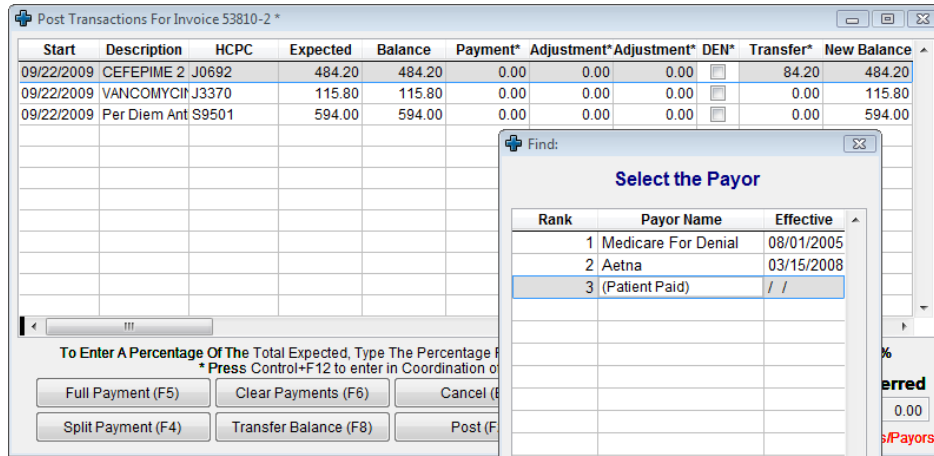 Post Transactions For Invoice 53810-2 *
Start Description HCPC Expected Balance Payment* Adjustment* Adjustment* DEN* Transfer* New Balance
09/22/2009 CEFEPIME 2 J0692 484.20 484.20 0.00 0.00 0.00 84.20 484.20
09/22/2009 VANCOMYCIN J3370 115.80 115.80 0.00 0.00 0.00 0.00 115.80
09/22/2009 Per Diem Ant S9501 594.00 594.00 0.00 0.00 0.00 0.00 594.00
Find:
Select the Payor
Rank Payor Name Effective
1 Medicare For Denial 08/01/2005
2 Aetna 03/15/2008
3 (Patient Paid) / /
To Enter A Percentage Of The Total Expected, Type The Percentage %
* Press Control+F12 to enter in Coordination
Full Payment (F5) Clear Payments (F6) Cancel erred
0.00
Split Payment (F4) Transfer Balance (F8) Post s/Payors